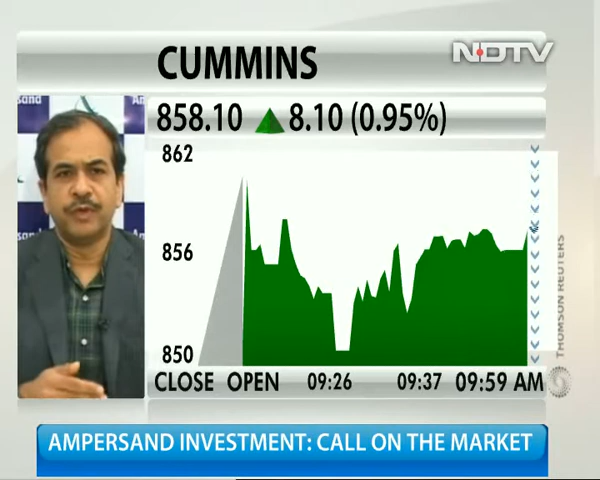 CUMMINS
NDTV
858.10 ▲ 8.10 (0.95%)
862
856
850
CLOSE OPEN 09:26 09:37 09:59 AM
THOMSON REUTERS
AMPERSAND INVESTMENT: CALL ON THE MARKET